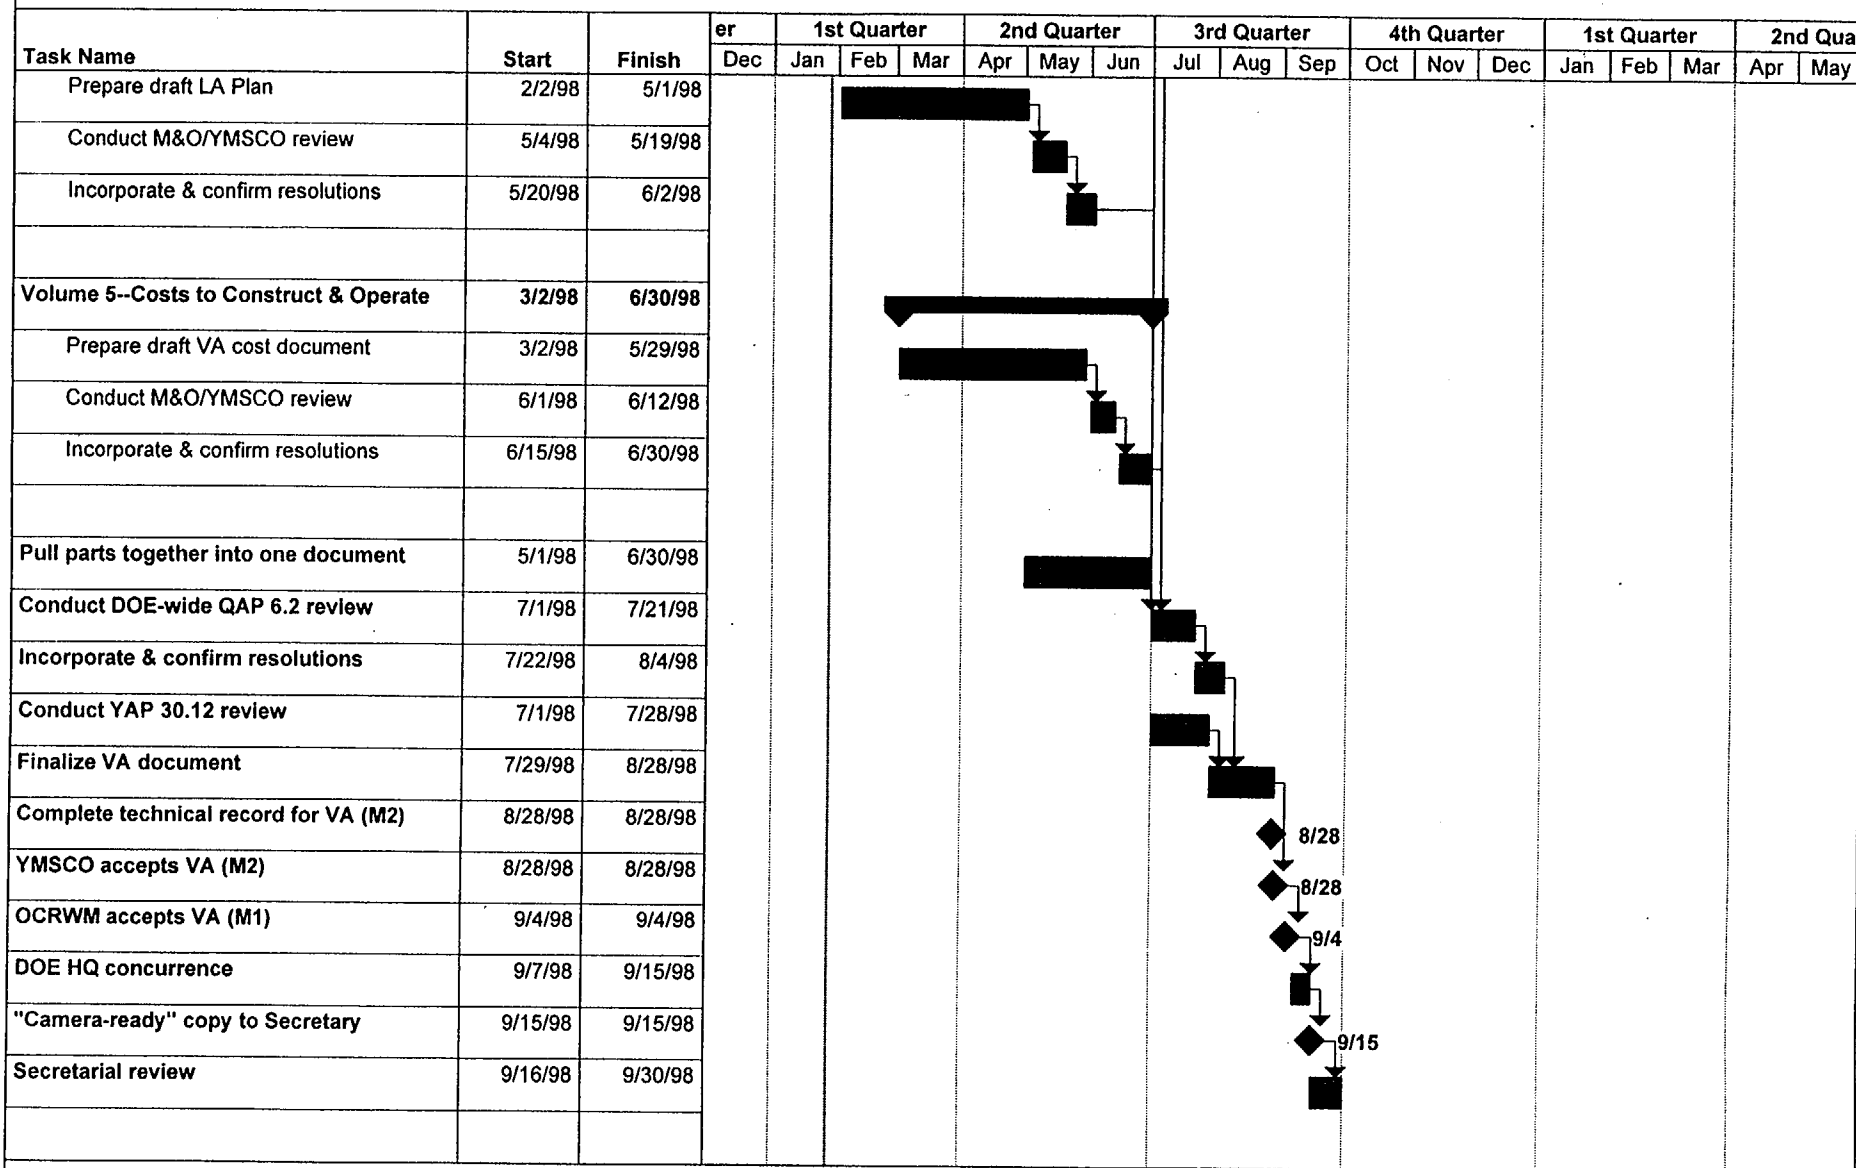 er 1st Quarter 2nd Quarter 3rd Quarter 4th Quarter 1st Quarter 2nd Qua
Task Name Start Finish Dec Jan Feb Mar Apr May Jun Jul Aug Sep Oct Nov Dec Jan Feb Mar Apr May
Prepare draft LA Plan 2/2/98 5/1/98
Conduct M&O/YMSCO review 5/4/98 5/19/98
Incorporate & confirm resolutions 5/20/98 6/2/98
Volume 5--Costs to Construct & Operate 3/2/98 6/30/98
Prepare draft VA cost document 3/2/98 5/29/98
Conduct M&O/YMSCO review 6/1/98 6/12/98
Incorporate & confirm resolutions 6/15/98 6/30/98
Pull parts together into one document 5/1/98 6/30/98
Conduct DOE-wide QAP 6.2 review 7/1/98 7/21/98
Incorporate & confirm resolutions 7/22/98 8/4/98
Conduct YAP 30.12 review 7/1/98 7/28/98
Finalize VA document 7/29/98 8/28/98
Complete technical record for VA (M2) 8/28/98 8/28/98 8/28
YMSCO accepts VA (M2) 8/28/98 8/28/98 8/28
OCRWM accepts VA (M1) 9/4/98 9/4/98 9/4
DOE HQ concurrence 9/7/98 9/15/98
"Camera-ready" copy to Secretary 9/15/98 9/15/98 9/15
Secretarial review 9/16/98 9/30/98